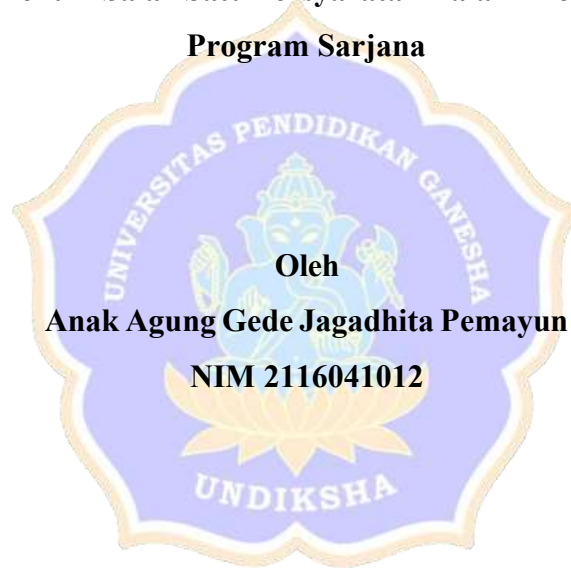 Program Sarjana
UNIVERSITAS PENDIDIKAN GANESHA
Oleh
Anak Agung Gede Jagadhita Pemayun
NIM 2116041012
UNDIKSHA